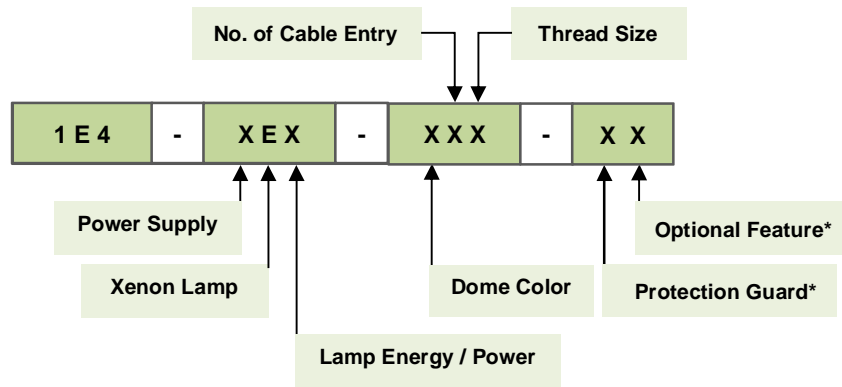 No. of Cable Entry Thread Size
1 E 4 - X E X - X X X - X X
Power Supply Optional Feature*
Xenon Lamp Dome Color Protection Guard*
Lamp Energy / Power